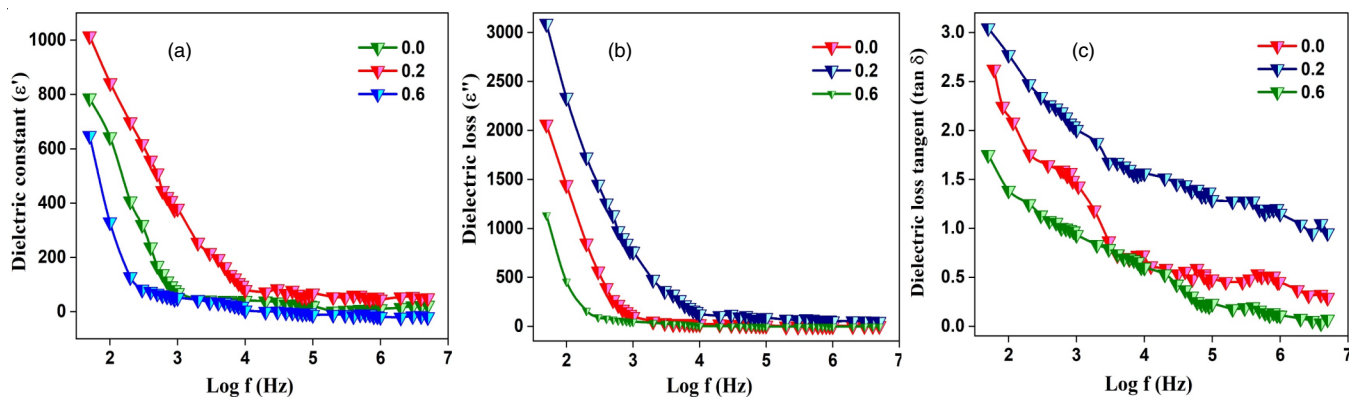 (a)
0.0
0.2
0.6
Dielctric constant (ε')
1000
800
600
400
200
0
2 3 4 5 6 7
Log f (Hz)
(b)
0.0
0.2
0.6
Dielectric loss (ε'')
3000
2500
2000
1500
1000
500
0
2 3 4 5 6 7
Log f (Hz)
(c)
0.0
0.2
0.6
Dielectric loss tangent (tan δ)
3.0
2.5
2.0
1.5
1.0
0.5
0.0
2 3 4 5 6 7
Log f (Hz)